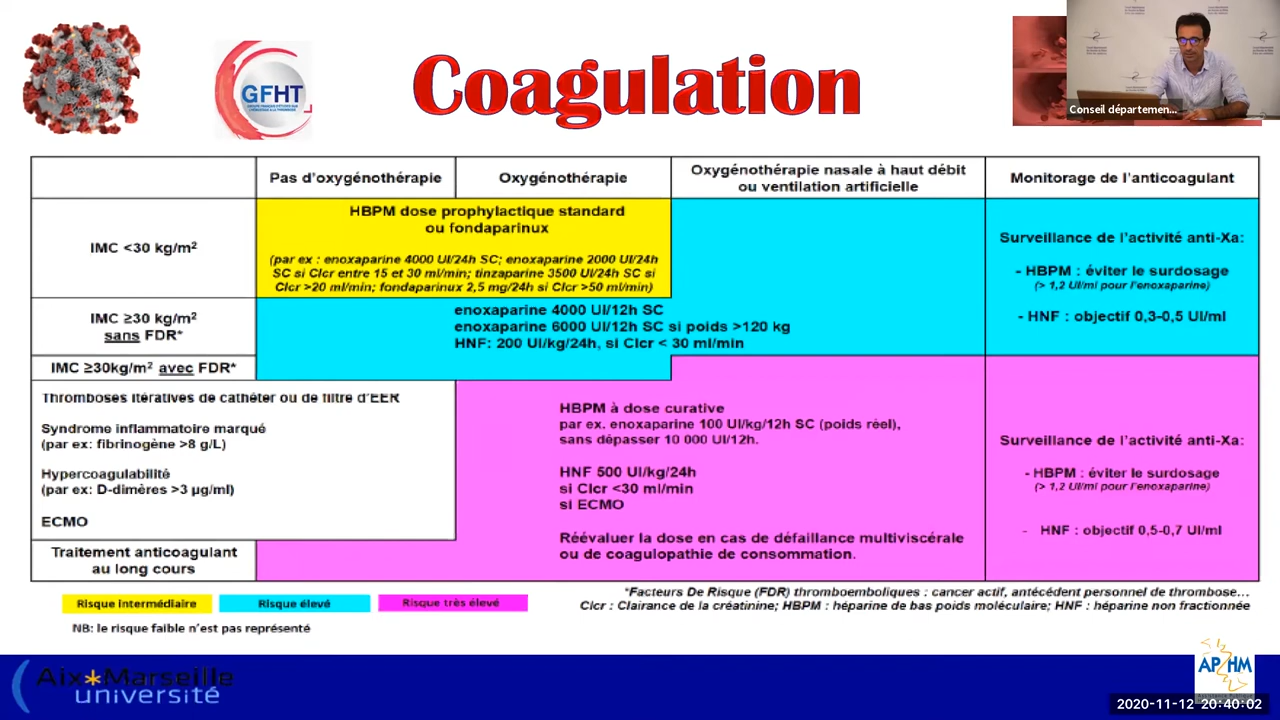 GFHT
Coagulation
Conseil départemen...
Pas d'oxygénothérapie
Oxygénothérapie
Oxygénothérapie nasale à haut débit
ou ventilation artificielle
Monitorage de l'anticoagulant
IMC <30 kg/m²
HBPM dose prophylactique standard
ou fondaparinux
(par ex : enoxaparine 4000 UI/24h SC; enoxaparine 2000 UI/24h
SC si Clcr entre 15 et 30 ml/min; tinzaparine 3500 UI/24h SC si
Clcr >20 ml/min; fondaparinux 2,5 mg/24h si Clcr >50 ml/min)
Surveillance de l'activité anti-Xa:
- HBPM : éviter le surdosage
(> 1,2 UI/ml pour l'enoxaparine)
- HNF : objectif 0,3-0,5 UI/ml
IMC ≥30 kg/m²
sans FDR*
enoxaparine 4000 UI/12h SC
enoxaparine 6000 UI/12h SC si poids >120 kg
HNF: 200 UI/kg/24h, si Clcr < 30 ml/min
IMC ≥30kg/m² avec FDR*
Thromboses itératives de cathéter ou de filtre d'EER
Syndrome inflammatoire marqué
(par ex: fibrinogène >8 g/L)
Hypercoagulabilité
(par ex: D-dimères >3 µg/ml)
ECMO
HBPM à dose curative
par ex. enoxaparine 100 UI/kg/12h SC (poids réel),
sans dépasser 10 000 UI/12h.
HNF 500 UI/kg/24h
si Clcr <30 ml/min
si ECMO
Réévaluer la dose en cas de défaillance multiviscérale
ou de coagulopathie de consommation.
Surveillance de l'activité anti-Xa:
- HBPM : éviter le surdosage
(> 1,2 UI/ml pour l'enoxaparine)
- HNF : objectif 0,5-0,7 UI/ml
Traitement anticoagulant
au long cours
Risque intermédiaire
Risque élevé
Risque très élevé
*Facteurs De Risque (FDR) thromboemboliques : cancer actif, antécédent personnel de thrombose...
Clcr : Clairance de la créatinine; HBPM : héparine de bas poids moléculaire; HNF : héparine non fractionnée
NB: le risque faible n'est pas représenté
Aix*Marseille
université
AP HM
2020-11-12 20:40:02